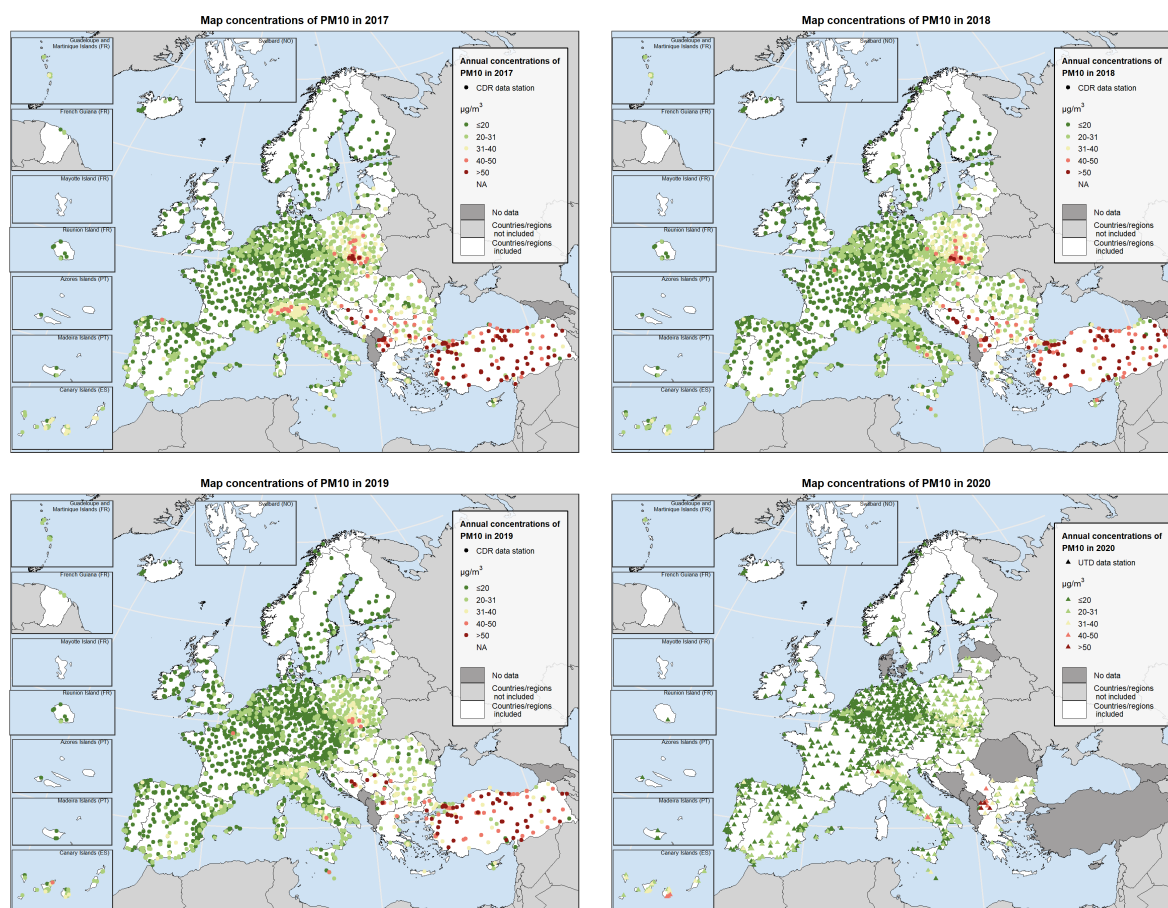 Map concentrations of PM10 in 2017
Guadeloupe and
Martinique Islands (FR)
Svalbard (NO)
French Guiana (FR)
Mayotte Island (FR)
Reunion Island (FR)
Azores Islands (PT)
Madeira Islands (PT)
Canary Islands (ES)
Annual concentrations of
PM10 in 2017
CDR data station
µg/m³
≤20
20-31
31-40
40-50
>50
NA
No data
Countries/regions
not included
Countries/regions
included
Map concentrations of PM10 in 2018
Guadeloupe and
Martinique Islands (FR)
Svalbard (NO)
French Guiana (FR)
Mayotte Island (FR)
Reunion Island (FR)
Azores Islands (PT)
Madeira Islands (PT)
Canary Islands (ES)
Annual concentrations of
PM10 in 2018
CDR data station
µg/m³
≤20
20-31
31-40
40-50
>50
NA
No data
Countries/regions
not included
Countries/regions
included
Map concentrations of PM10 in 2019
Guadeloupe and
Martinique Islands (FR)
Svalbard (NO)
French Guiana (FR)
Mayotte Island (FR)
Reunion Island (FR)
Azores Islands (PT)
Madeira Islands (PT)
Canary Islands (ES)
Annual concentrations of
PM10 in 2019
CDR data station
µg/m³
≤20
20-31
31-40
40-50
>50
NA
No data
Countries/regions
not included
Countries/regions
included
Map concentrations of PM10 in 2020
Guadeloupe and
Martinique Islands (FR)
Svalbard (NO)
French Guiana (FR)
Mayotte Island (FR)
Reunion Island (FR)
Azores Islands (PT)
Madeira Islands (PT)
Canary Islands (ES)
Annual concentrations of
PM10 in 2020
UTD data station
µg/m³
≤20
20-31
31-40
40-50
>50
No data
Countries/regions
not included
Countries/regions
included